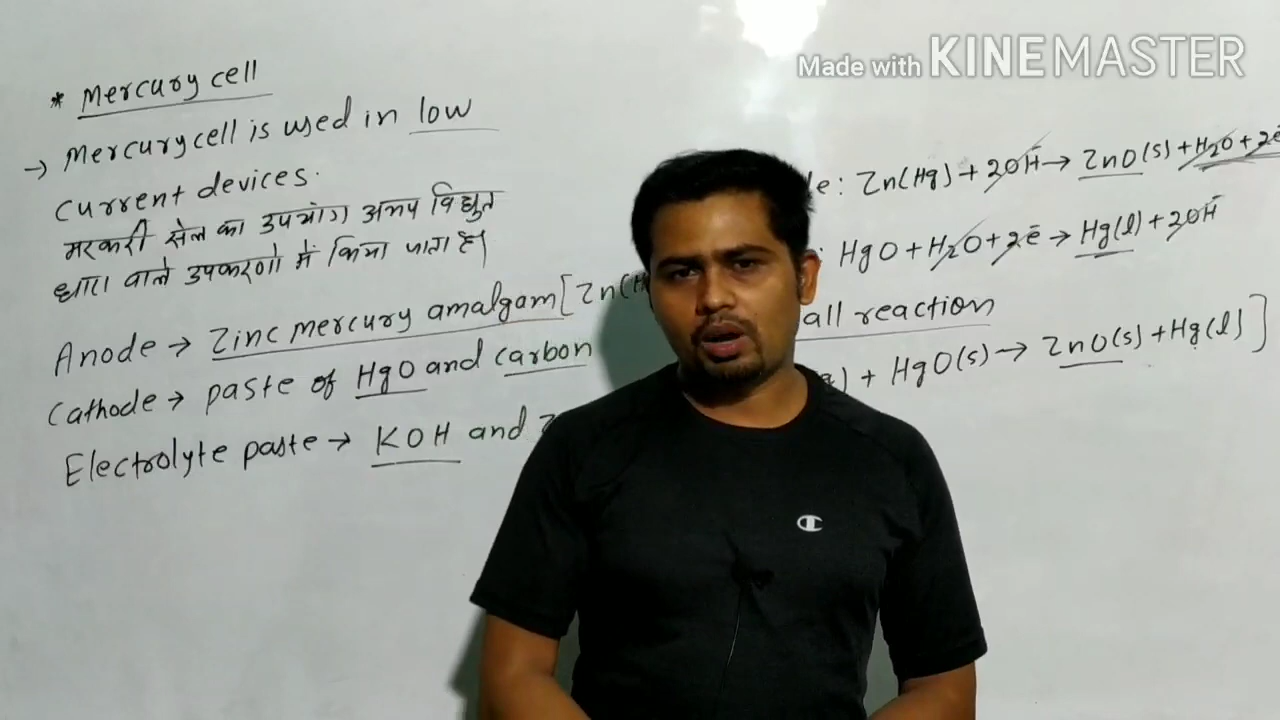 Made with KINEMASTER
* Mercury cell
→ Mercury cell is used in low
current devices.
मरकरी सेल का उपयोग अल्प विद्युत
धारा वाले उपकरणो में किया जाता है।
Anode → Zinc mercury amalgam [Zn(H
Cathode → paste of HgO and carbon
Electrolyte paste → KOH and Z
de: Zn(Hg) + 2OH⁻ → ZnO(s) + H₂O + 2e⁻
: HgO + H₂O + 2e⁻ → Hg(l) + 2OH⁻
all reaction
) + HgO(s) → ZnO(s) + Hg(l)]